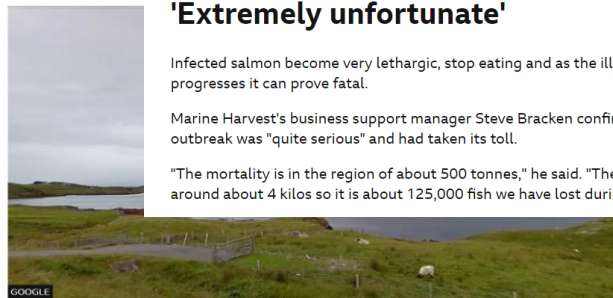 'Extremely unfortunate'
Infected salmon become very lethargic, stop eating and as the ill
progresses it can prove fatal.
Marine Harvest's business support manager Steve Bracken confi
outbreak was "quite serious" and had taken its toll.
"The mortality is in the region of about 500 tonnes," he said. "The
around about 4 kilos so it is about 125,000 fish we have lost duri
GOOGLE